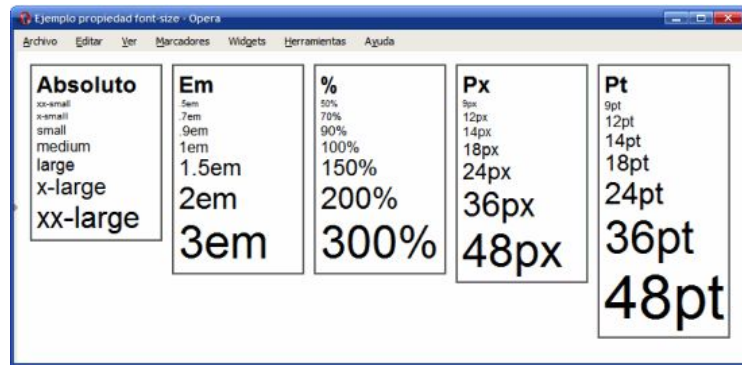 Ejemplo propiedad font-size - Opera
Archivo Editar Ver Marcadores Widgets Herramientas Ayuda
Absoluto
xx-small
x-small
small
medium
large
x-large
xx-large
Em
.5em
.7em
.9em
1em
1.5em
2em
3em
%
50%
70%
90%
100%
150%
200%
300%
Px
9px
12px
14px
18px
24px
36px
48px
Pt
9pt
12pt
14pt
18pt
24pt
36pt
48pt